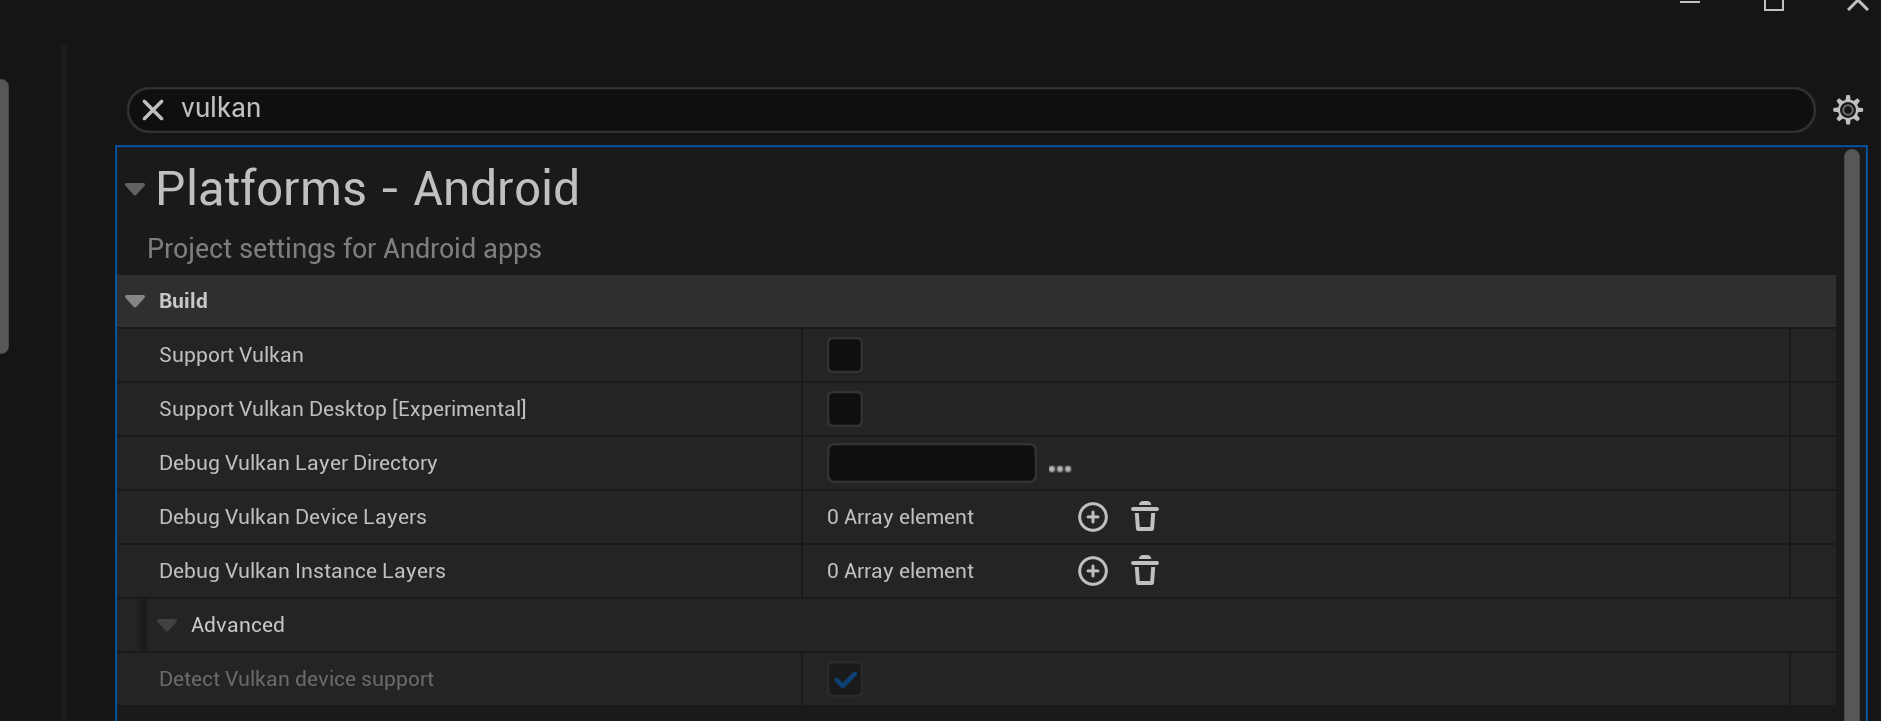 vulkan
Platforms - Android
Project settings for Android apps
Build
Support Vulkan
Support Vulkan Desktop [Experimental]
Debug Vulkan Layer Directory
Debug Vulkan Device Layers 0 Array element
Debug Vulkan Instance Layers 0 Array element
Advanced
Detect Vulkan device support